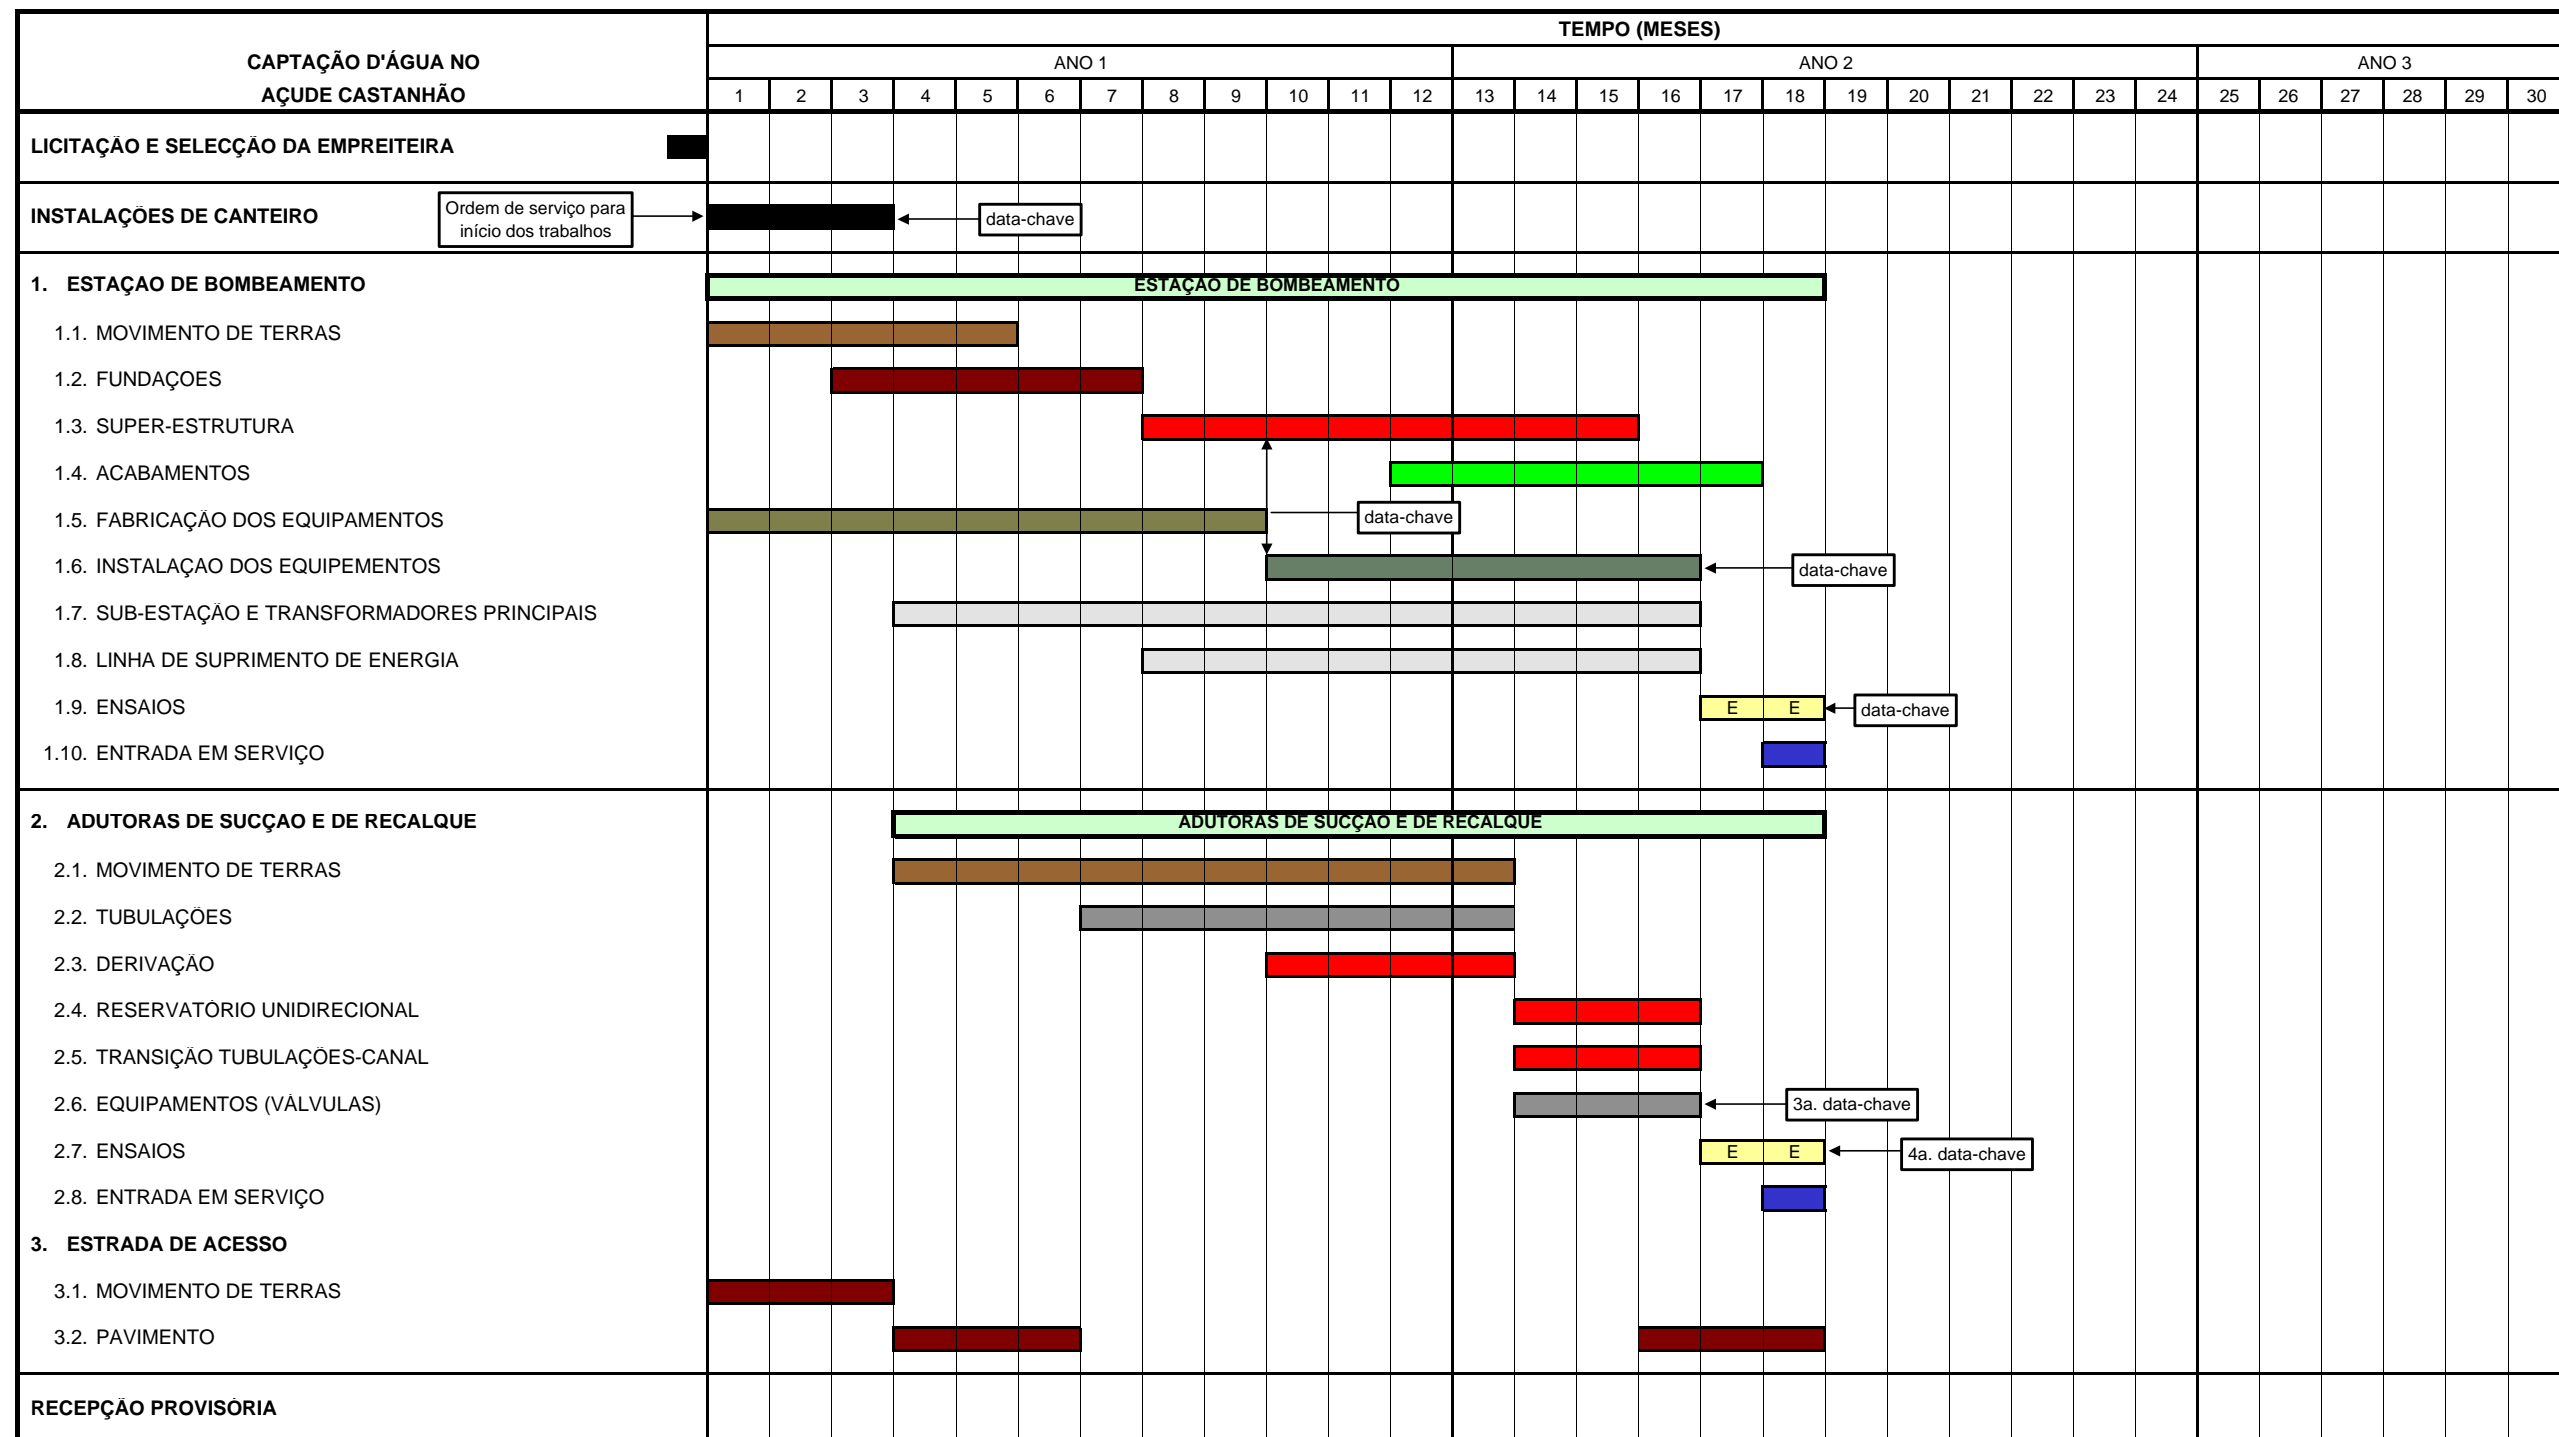 TEMPO (MESES)
CAPTAÇÃO D'ÁGUA NO
AÇUDE CASTANHÃO
ANO 1 ANO 2 ANO 3
1 2 3 4 5 6 7 8 9 10 11 12 13 14 15 16 17 18 19 20 21 22 23 24 25 26 27 28 29 30
LICITAÇÃO E SELECÇÃO DA EMPREITEIRA
INSTALAÇÕES DE CANTEIRO
Ordem de serviço para
início dos trabalhos
data-chave
1. ESTAÇÃO DE BOMBEAMENTO
ESTAÇÃO DE BOMBEAMENTO
1.1. MOVIMENTO DE TERRAS
1.2. FUNDAÇÕES
1.3. SUPER-ESTRUTURA
1.4. ACABAMENTOS
1.5. FABRICAÇÃO DOS EQUIPAMENTOS
data-chave
1.6. INSTALAÇÃO DOS EQUIPEMENTOS
data-chave
1.7. SUB-ESTAÇÃO E TRANSFORMADORES PRINCIPAIS
1.8. LINHA DE SUPRIMENTO DE ENERGIA
1.9. ENSAIOS
E E
data-chave
1.10. ENTRADA EM SERVIÇO
2. ADUTORAS DE SUCÇÃO E DE RECALQUE
ADUTORAS DE SUCÇÃO E DE RECALQUE
2.1. MOVIMENTO DE TERRAS
2.2. TUBULAÇÕES
2.3. DERIVAÇÃO
2.4. RESERVATÓRIO UNIDIRECIONAL
2.5. TRANSIÇÃO TUBULAÇÕES-CANAL
2.6. EQUIPAMENTOS (VÁLVULAS)
3a. data-chave
2.7. ENSAIOS
E E
4a. data-chave
2.8. ENTRADA EM SERVIÇO
3. ESTRADA DE ACESSO
3.1. MOVIMENTO DE TERRAS
3.2. PAVIMENTO
RECEPÇÃO PROVISÓRIA